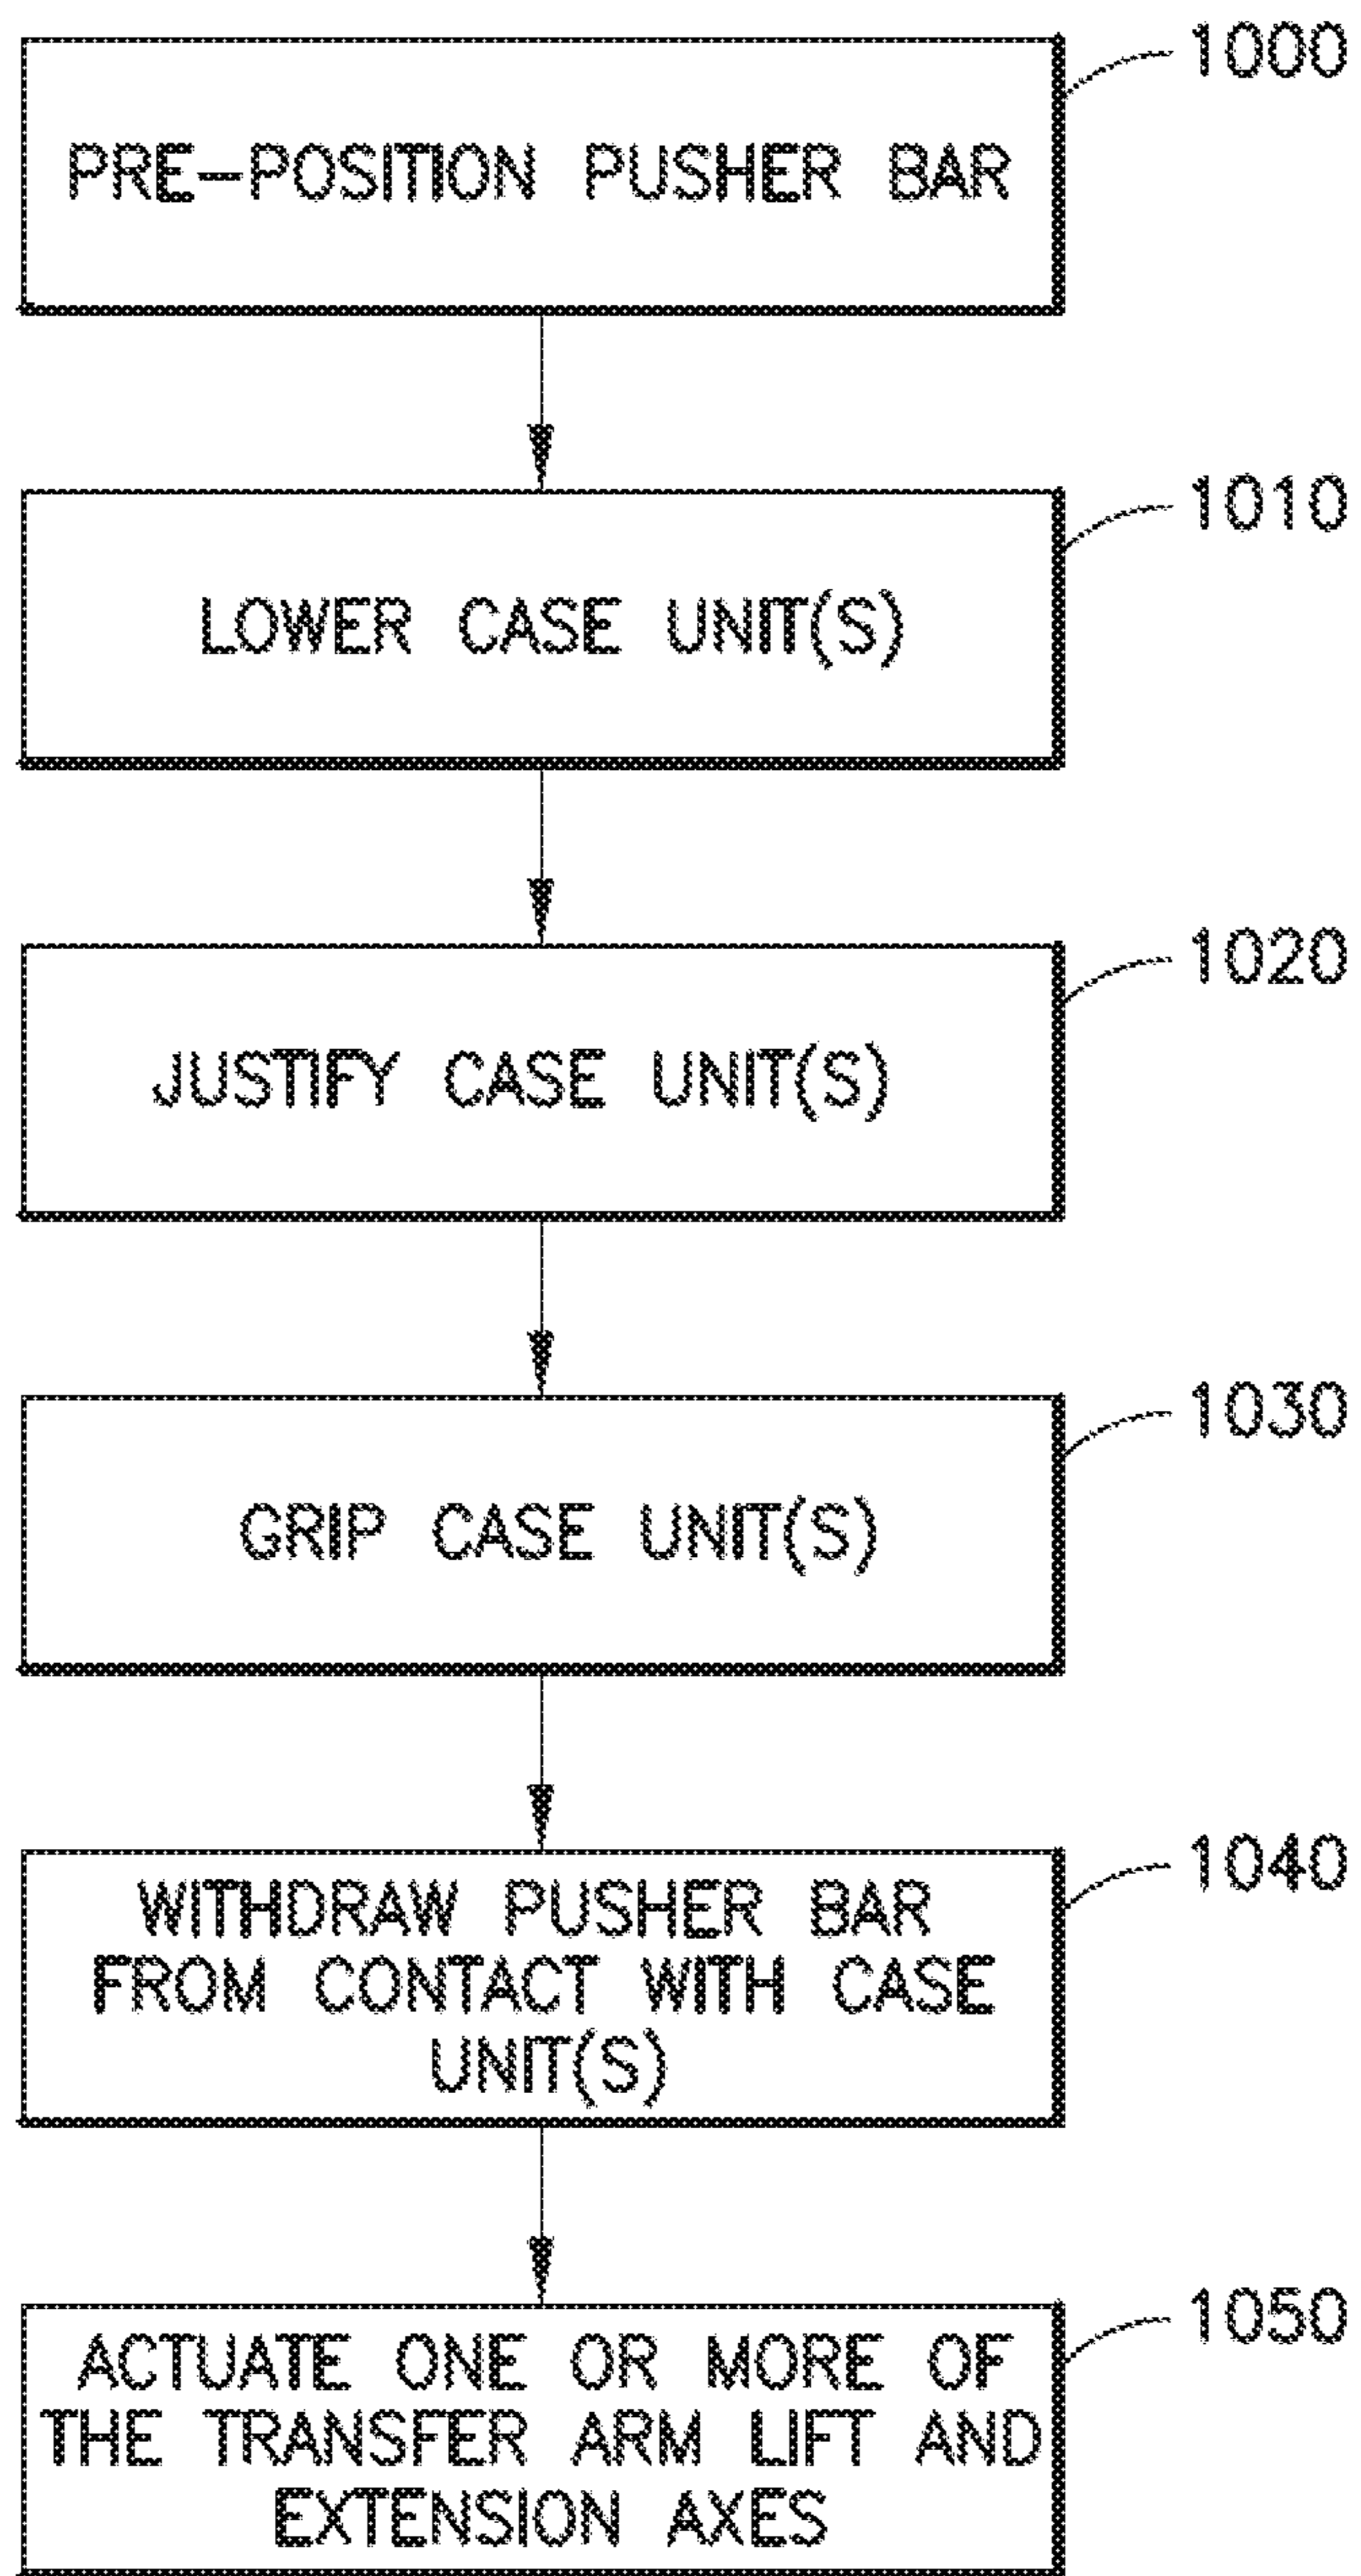 1000
PRE-POSITION PUSHER BAR
1010
LOWER CASE UNIT(S)
1020
JUSTIFY CASE UNIT(S)
1030
GRIP CASE UNIT(S)
1040
WITHDRAW PUSHER BAR
FROM CONTACT WITH CASE
UNIT(S)
1050
ACTUATE ONE OR MORE OF
THE TRANSFER ARM LIFT AND
EXTENSION AXES